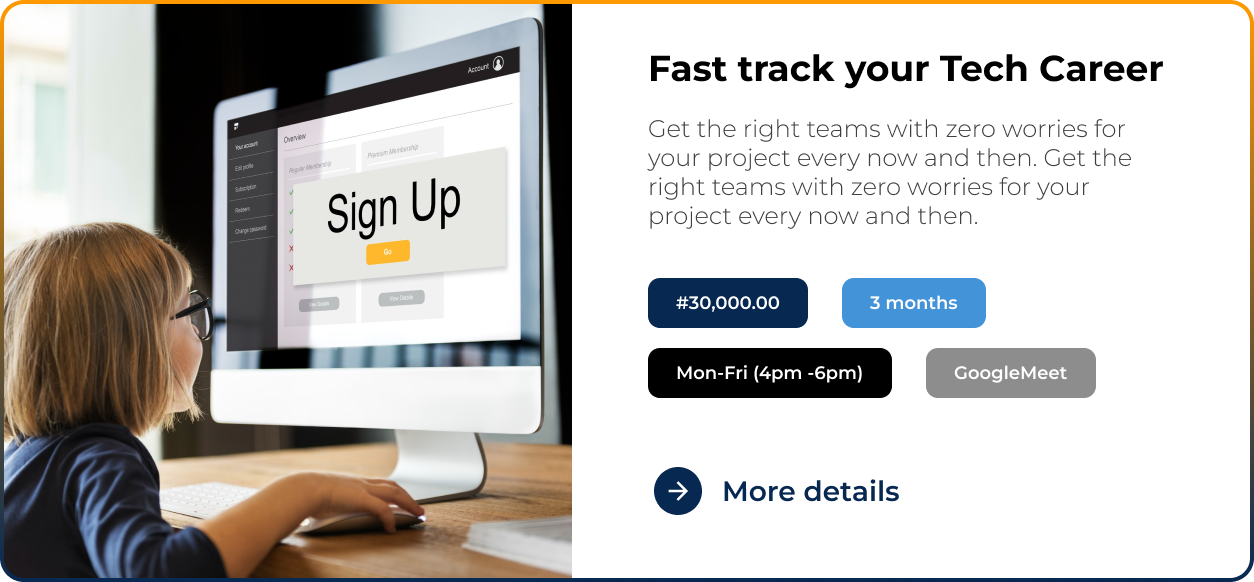 Account
Your account
Edit profile
Subscription
Reedem
Change password
Overview
Regular Membership
Premium Membership
Sign Up
Go
View Details
View Details
Fast track your Tech Career
Get the right teams with zero worries for
your project every now and then. Get the
right teams with zero worries for your
project every now and then.
#30,000.00
3 months
Mon-Fri (4pm -6pm)
GoogleMeet
More details